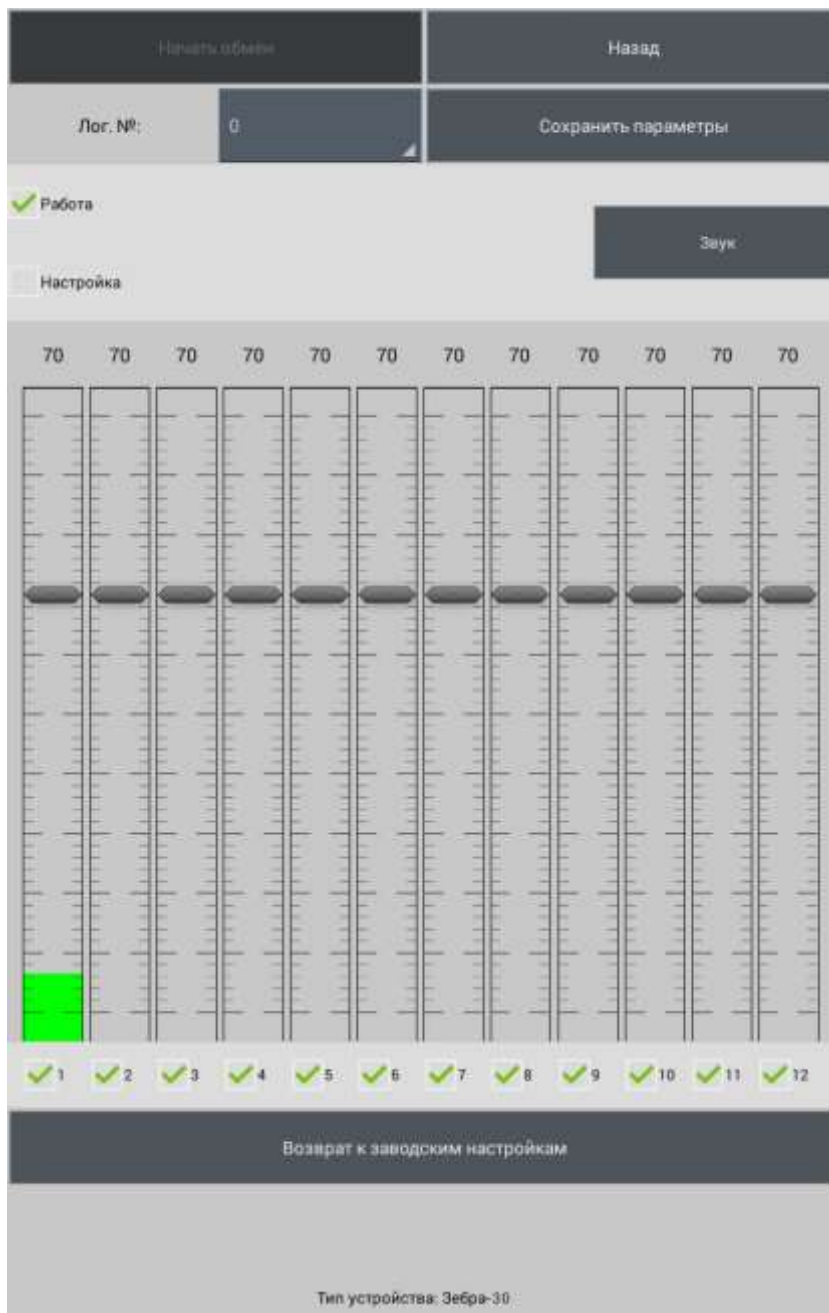 Начать обмен
Назад
Лог. №:
0
Сохранить параметры
Работа
Звук
Настройка
70 70 70 70 70 70 70 70 70 70 70 70
1 2 3 4 5 6 7 8 9 10 11 12
Возврат к заводским настройкам
Тип устройства: Зебра-30